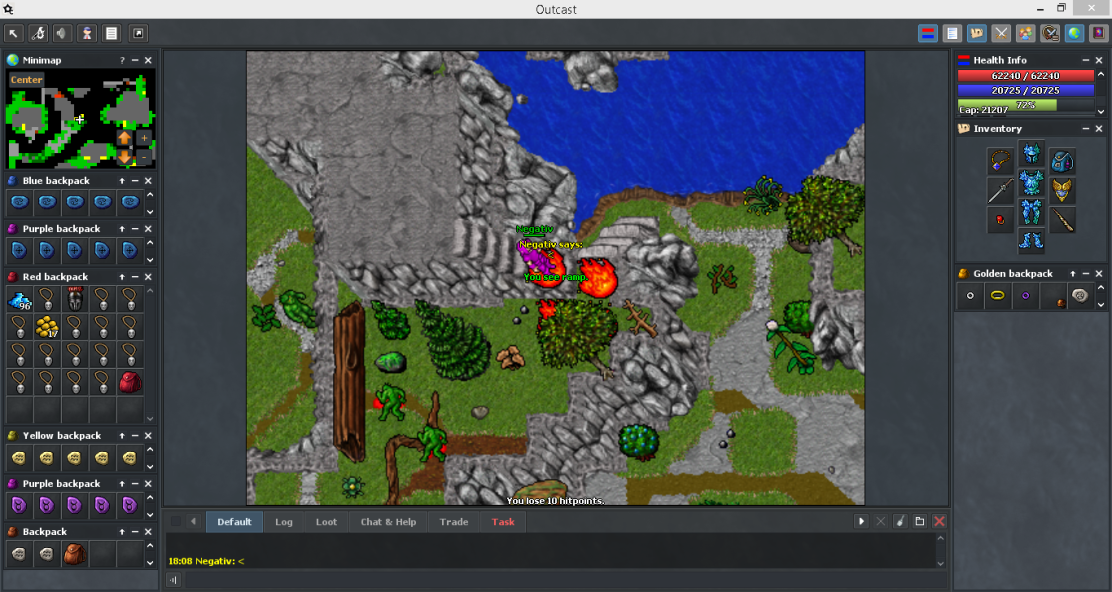 Outcast
Minimap
?
Center
Blue backpack
Purple backpack
Red backpack
96
17
Yellow backpack
Purple backpack
Backpack
Negativ
Negativ says:
<
You see ramp.
You lose 10 hitpoints.
Default
Log
Loot
Chat & Help
Trade
Task
18:08 Negativ: <
Health Info
62240 / 62240
20725 / 20725
72%
Cap: 21207
Inventory
Golden backpack